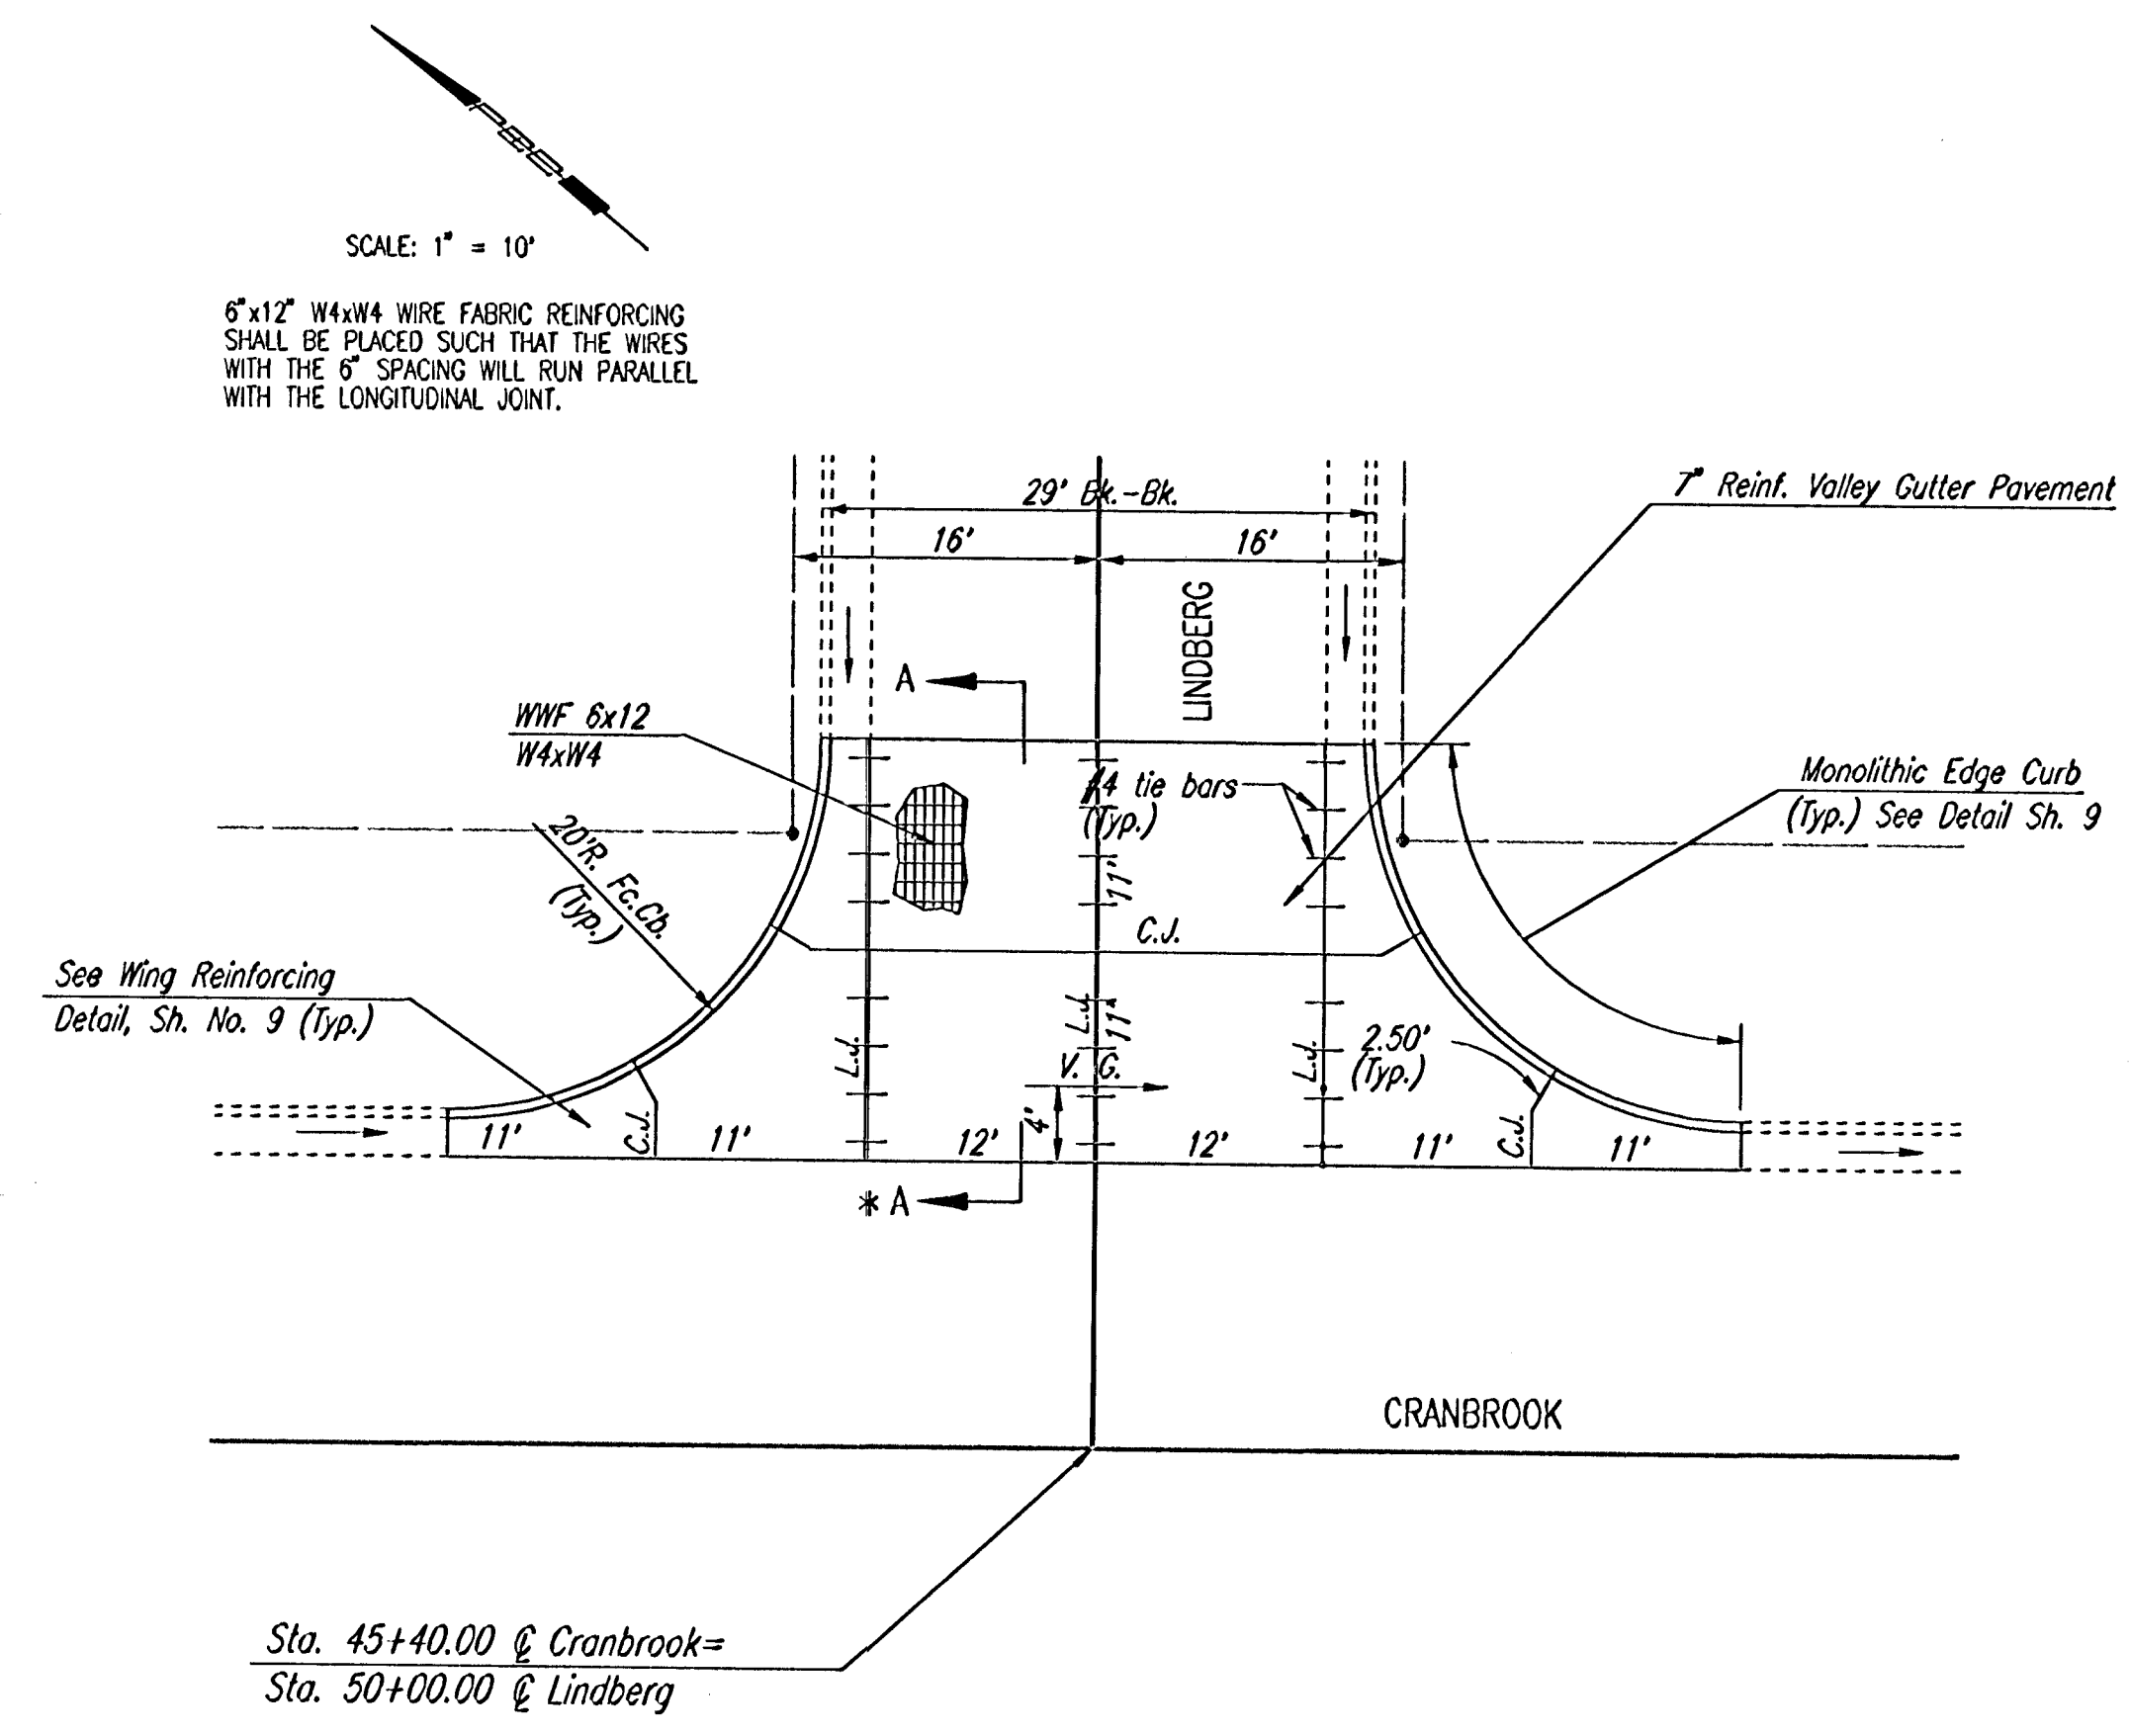 SCALE: 1" = 10'
6"x12" W4xW4 WIRE FABRIC REINFORCING
SHALL BE PLACED SUCH THAT THE WIRES
WITH THE 6" SPACING WILL RUN PARALLEL
WITH THE LONGITUDINAL JOINT.
29' Bk.-Bk.
16'
16'
LINDBERG
7" Reinf. Valley Gutter Pavement
A
WWF 6x12
W4xW4
#4 tie bars
(Typ.)
Monolithic Edge Curb
(Typ.) See Detail Sh. 9
20'R. Fc.Cb.
(Typ.)
11'
C.J.
See Wing Reinforcing
Detail, Sh. No. 9 (Typ.)
L.J.
L.J.
11'
L.J.
2.50'
(Typ.)
V. G.
4'
11'
C.J.
11'
12'
12'
11'
C.J.
11'
* A
CRANBROOK
Sta. 45+40.00 ℄ Cranbrook=
Sta. 50+00.00 ℄ Lindberg